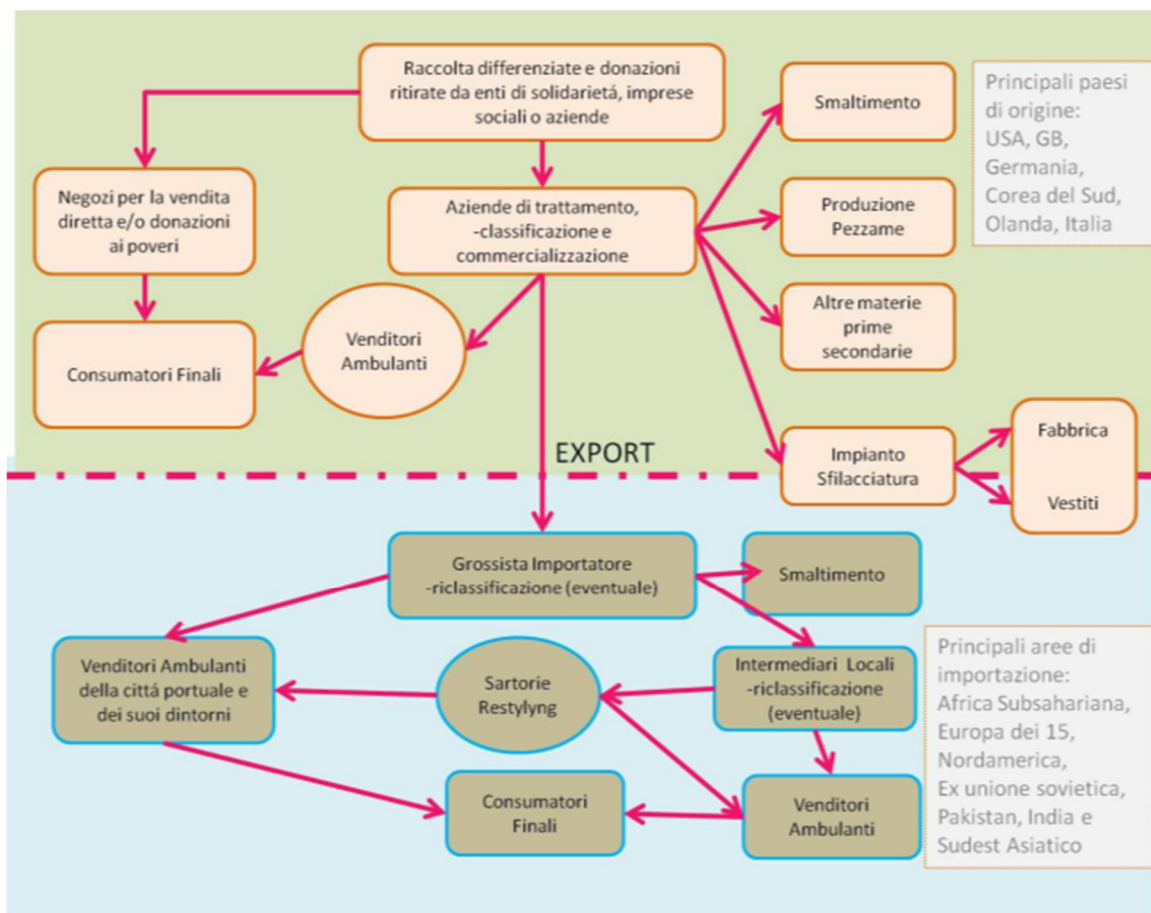 Raccolta differenziate e donazioni
ritirate da enti di solidarietá, imprese
sociali o aziende
Smaltimento
Principali paesi
di origine:
USA, GB,
Germania,
Corea del Sud,
Olanda, Italia
Negozi per la vendita
diretta e/o donazioni
ai poveri
Aziende di trattamento,
-classificazione e
commercializzazione
Produzione
Pezzame
Altre materie
prime
secondarie
Venditori
Ambulanti
Consumatori Finali
EXPORT
Impianto
Sfilacciatura
Fabbrica
Vestiti
Grossista Importatore
-riclassificazione (eventuale)
Smaltimento
Venditori Ambulanti
della cittá portuale e
dei suoi dintorni
Sartorie
Restylyng
Intermediari Locali
-riclassificazione
(eventuale)
Principali aree di
importazione:
Africa Subsahariana,
Europa dei 15,
Nordamerica,
Ex unione sovietica,
Pakistan, India e
Sudest Asiatico
Consumatori
Finali
Venditori
Ambulanti